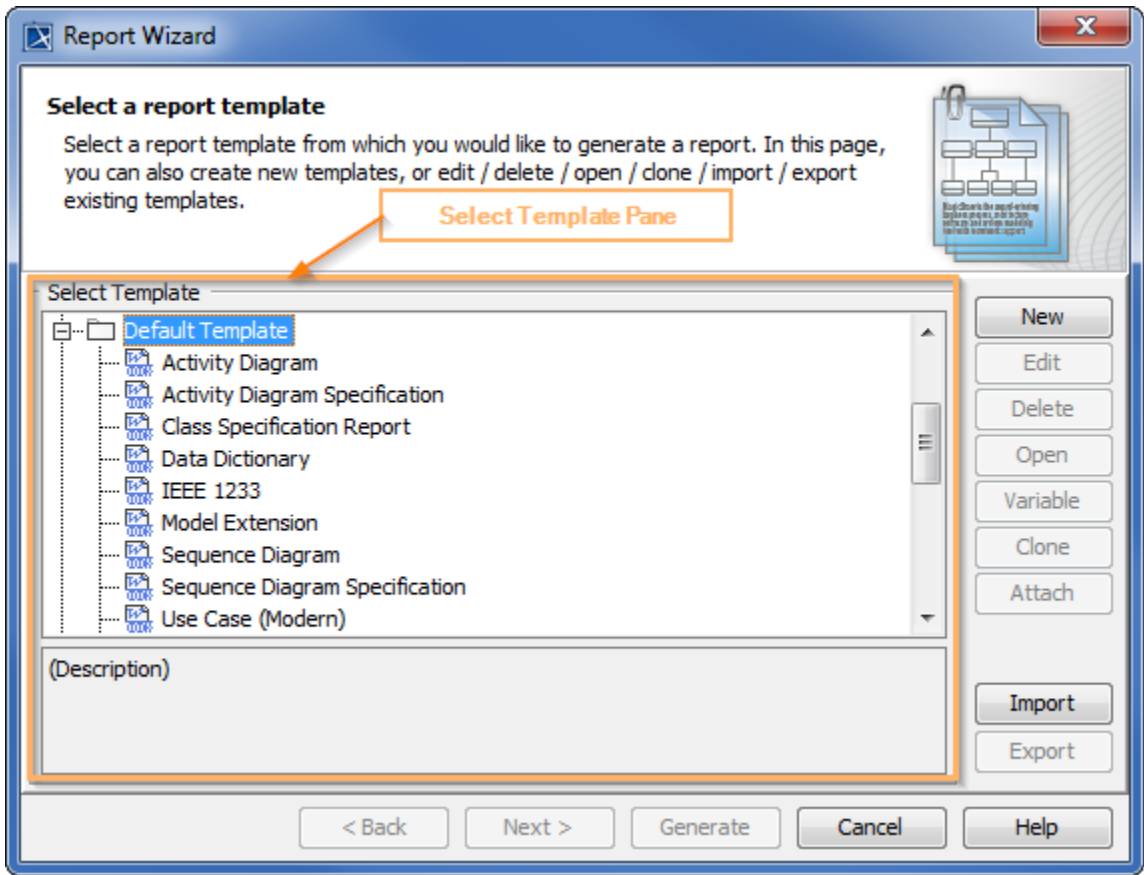 Report Wizard
Select a report template
Select a report template from which you would like to generate a report. In this page,
you can also create new templates, or edit / delete / open / clone / import / export
existing templates.
Select Template Pane
Select Template
Default Template
Activity Diagram
Activity Diagram Specification
Class Specification Report
Data Dictionary
IEEE 1233
Model Extension
Sequence Diagram
Sequence Diagram Specification
Use Case (Modern)
(Description)
New
Edit
Delete
Open
Variable
Clone
Attach
Import
Export
< Back
Next >
Generate
Cancel
Help